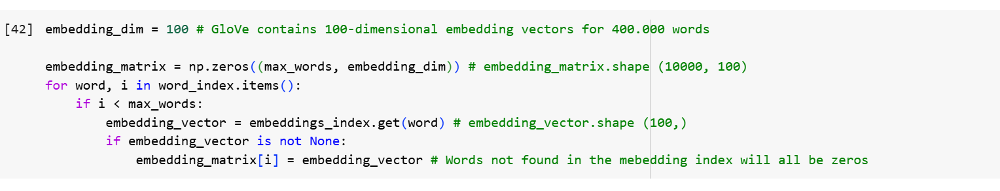 [42] embedding_dim = 100 # GloVe contains 100-dimensional embedding vectors for 400.000 words
embedding_matrix = np.zeros((max_words, embedding_dim)) # embedding_matrix.shape (10000, 100)
for word, i in word_index.items():
    if i < max_words:
        embedding_vector = embeddings_index.get(word) # embedding_vector.shape (100,)
        if embedding_vector is not None:
            embedding_matrix[i] = embedding_vector # Words not found in the mebedding index will all be zeros